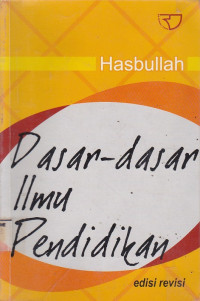 Hasbullah
Dasar-dasar
Ilmu
Pendidikan
edisi revisi